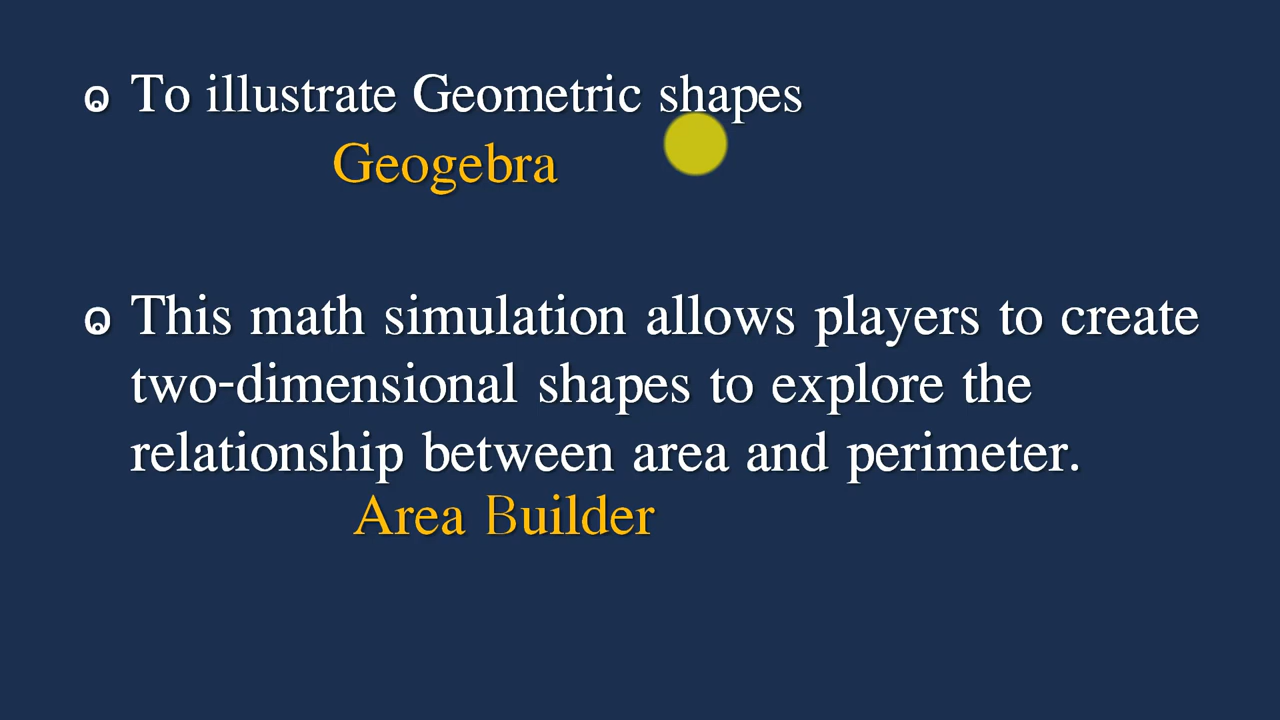 To illustrate Geometric shapes
Geogebra
This math simulation allows players to create
two-dimensional shapes to explore the
relationship between area and perimeter.
Area Builder